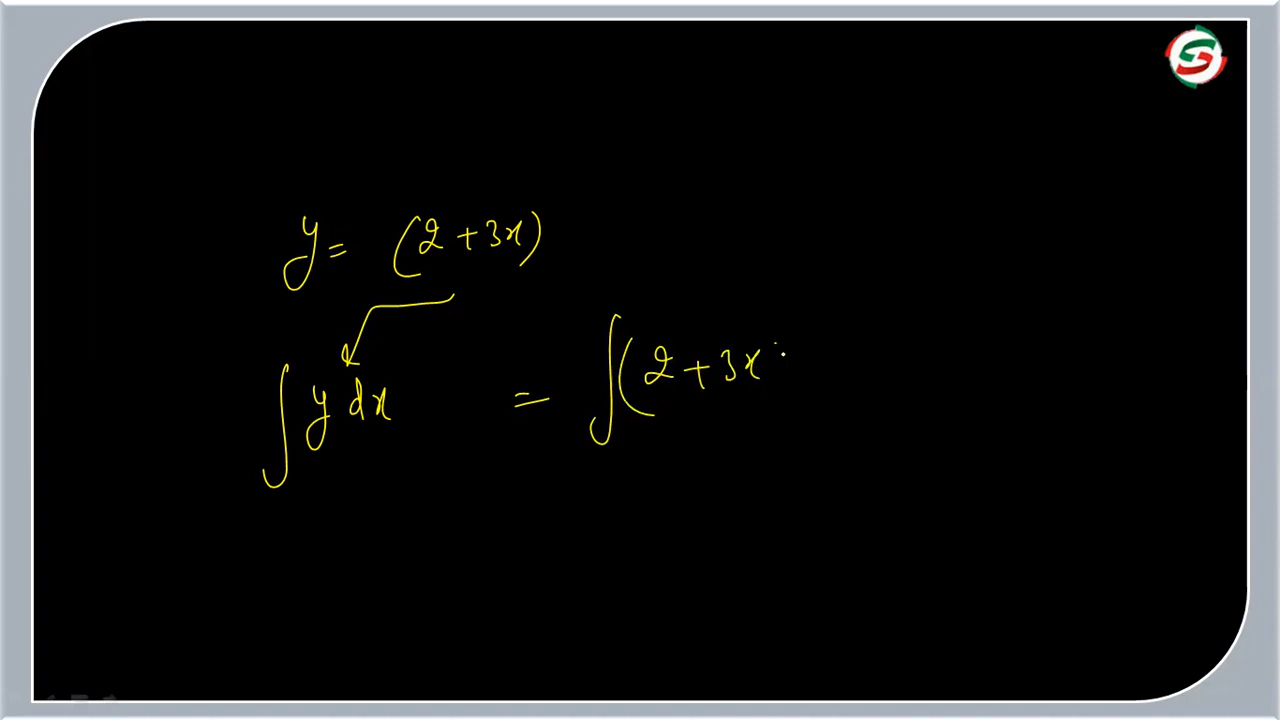 y = (2 + 3x)
∫ y dx = ∫(2 + 3x